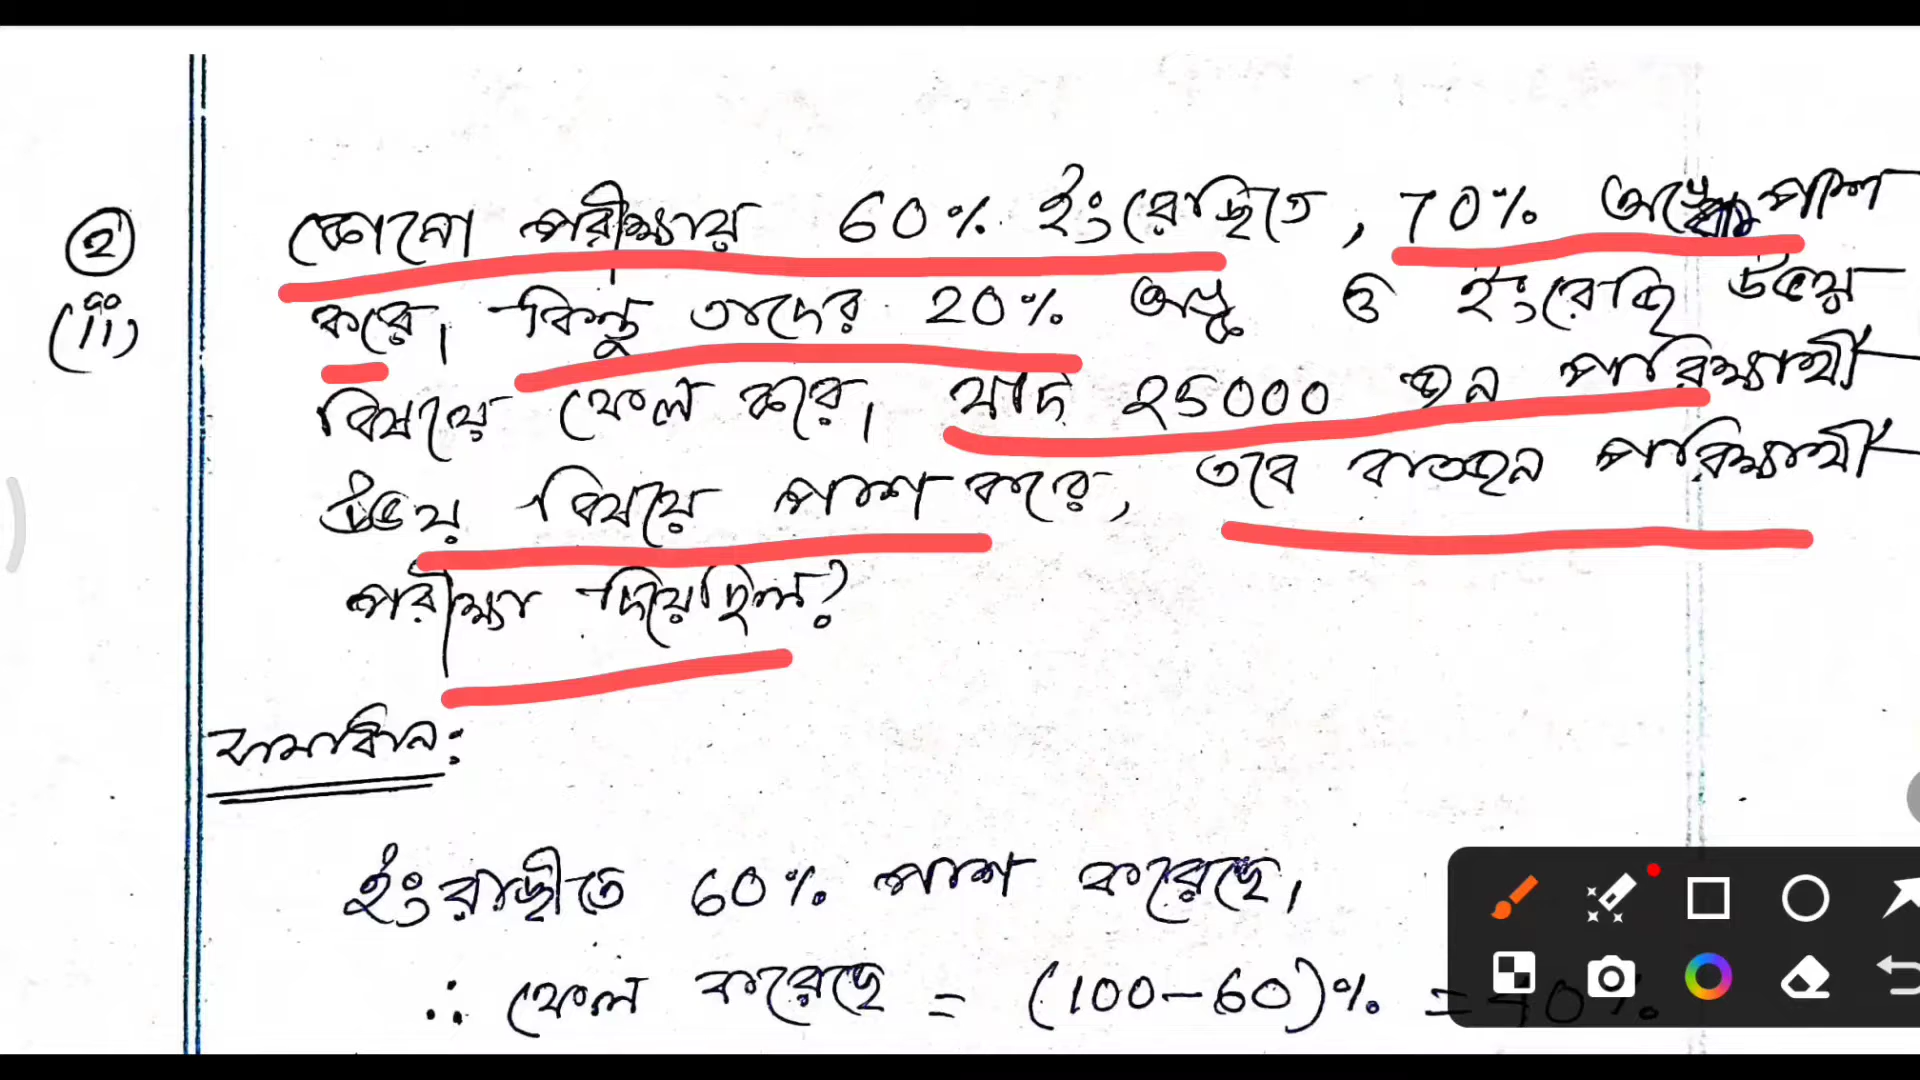 ২
(ii)
কোনো পরীক্ষায় 60% ইংরেজিতে, 70% অঙ্কে পাশ
করে। কিন্তু তাদের 20% অঙ্ক ও ইংরেজি উভয়
বিষয়ে ফেল করে। যদি 25000 জন পরিক্ষার্থী
উভয় বিষয়ে পাশ করে, তবে কতজন পরিক্ষার্থী
পরীক্ষা দিয়েছিল?
সমাধান:
ইংরাজীতে 60% পাশ করেছে।
∴ ফেল করেছে = (100-60)% = 40%.